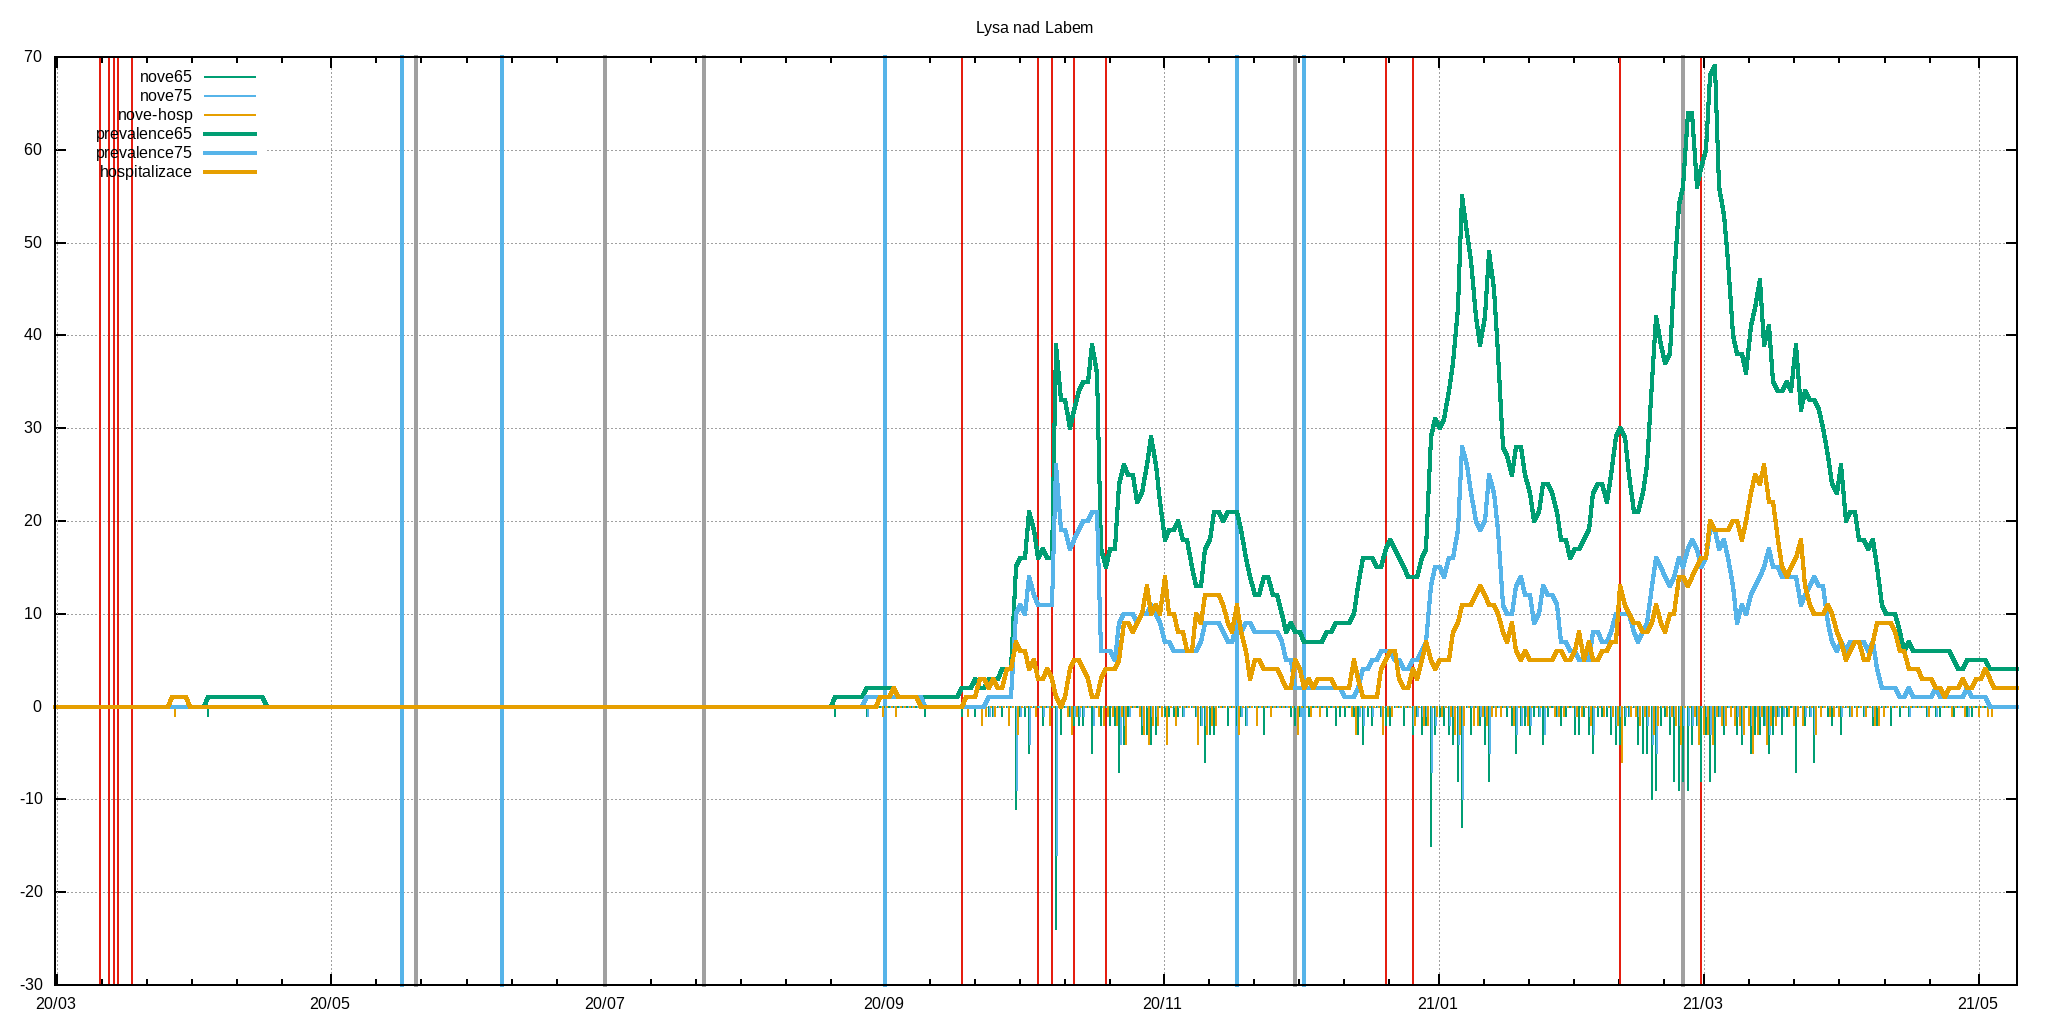 Lysa nad Labem
70
60
50
40
30
20
10
0
-10
-20
-30
nove65
nove75
nove-hosp
prevalence65
prevalence75
hospitalizace
20/03 20/05 20/07 20/09 20/11 21/01 21/03 21/05